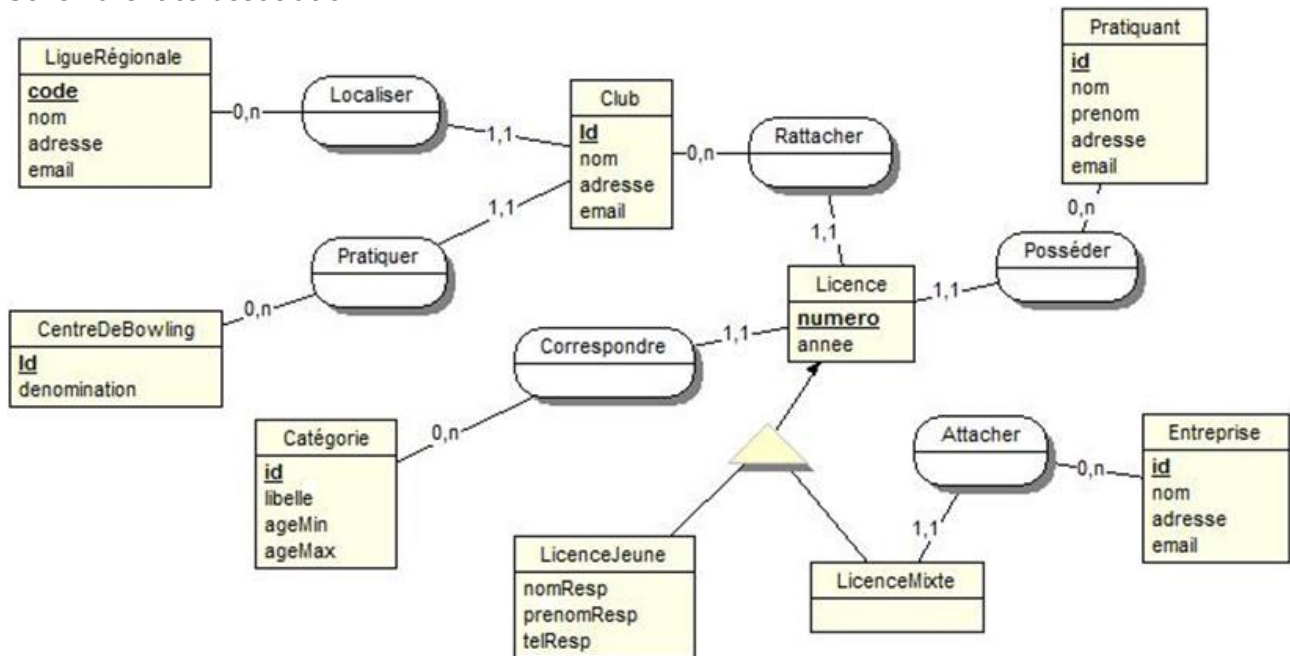 LigueRégionale
code
nom
adresse
email
0,n
Localiser
1,1
Club
Id
nom
adresse
email
0,n
Rattacher
1,1
Pratiquant
id
nom
prenom
adresse
email
0,n
Posséder
1,1
1,1
Pratiquer
0,n
CentreDeBowling
Id
denomination
Licence
numero
annee
1,1
Correspondre
0,n
Catégorie
id
libelle
ageMin
ageMax
LicenceJeune
nomResp
prenomResp
telResp
LicenceMixte
1,1
Attacher
0,n
Entreprise
id
nom
adresse
email